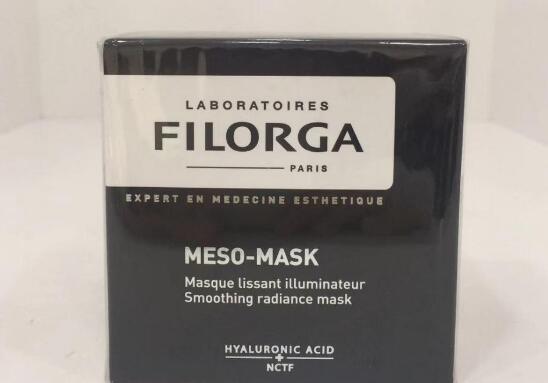 LABORATOIRES
FILORGA
PARIS
EXPERT EN MEDECINE ESTHETIQUE
MESO-MASK
Masque lissant illuminateur
Smoothing radiance mask
HYALURONIC ACID
+
NCTF